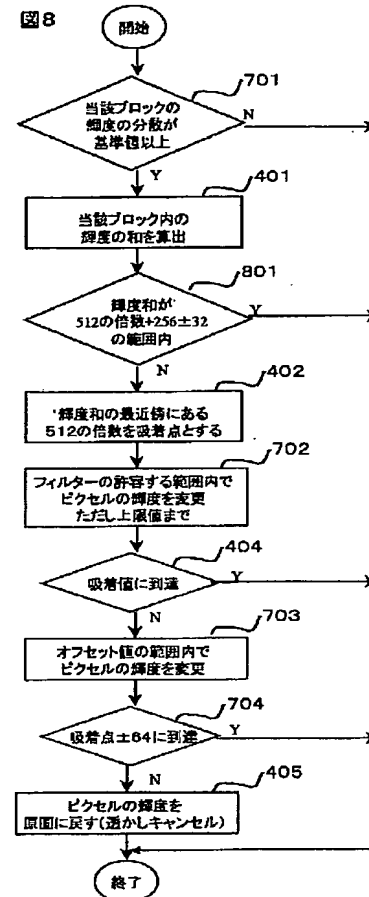 図8
開始
701
当該ブロックの
輝度の分散が
基準値以上
N
Y
401
当該ブロック内の
輝度の和を算出
801
輝度和が
512の倍数+256±32
の範囲内
Y
N
402
輝度和の最近傍にある
512の倍数を吸着点とする
702
フィルターの許容する範囲内で
ピクセルの輝度を変更
ただし上限値まで
404
吸着値に到達
Y
N
703
オフセット値の範囲内で
ピクセルの輝度を変更
704
吸着点±64に到達
Y
N
405
ピクセルの輝度を
原画に戻す(透かしキャンセル)
終了